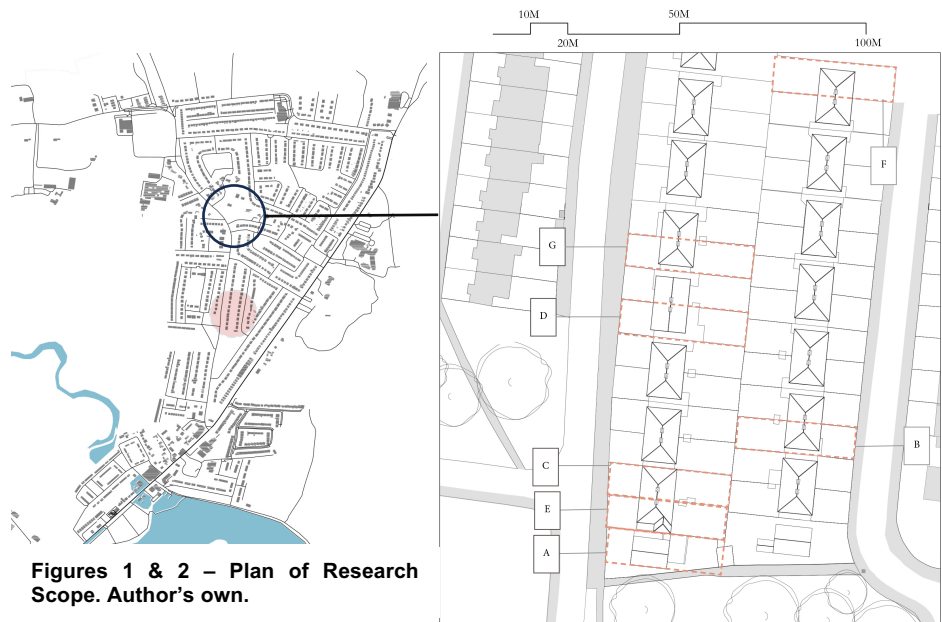 10M
50M
20M
100M
F
G
D
B
C
E
A
Figures 1 & 2 – Plan of Research
Scope. Author's own.